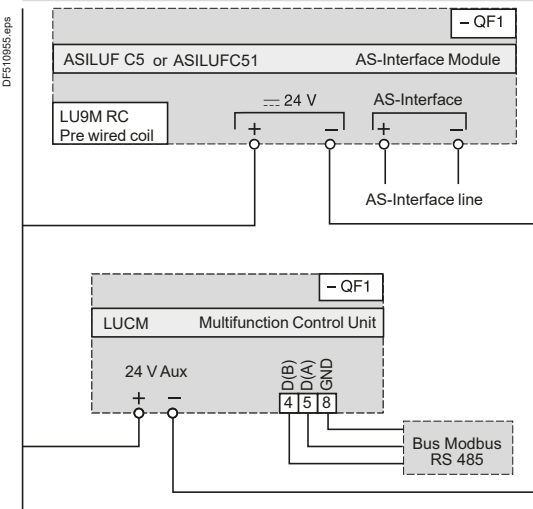 DF510955.eps
– QF1
ASILUF C5 or ASILUFC51 AS-Interface Module
LU9M RC
Pre wired coil
⎓ 24 V AS-Interface
+ – + –
AS-Interface line
– QF1
LUCM Multifunction Control Unit
24 V Aux
+ –
D(B) D(A) GND
4 5 8
Bus Modbus
RS 485